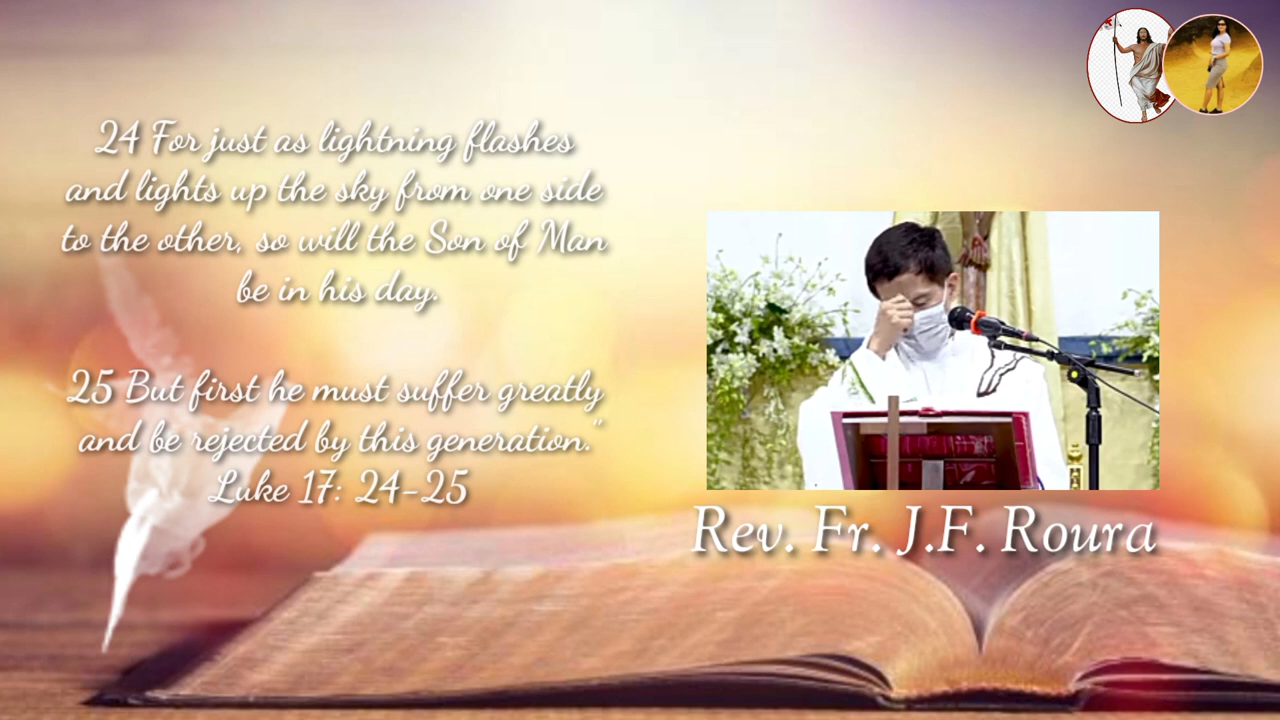 24 For just as lightning flashes
and lights up the sky from one side
to the other, so will the Son of Man
be in his day.
25 But first he must suffer greatly
and be rejected by this generation."
Luke 17: 24-25
Rev. Fr. J.F. Roura